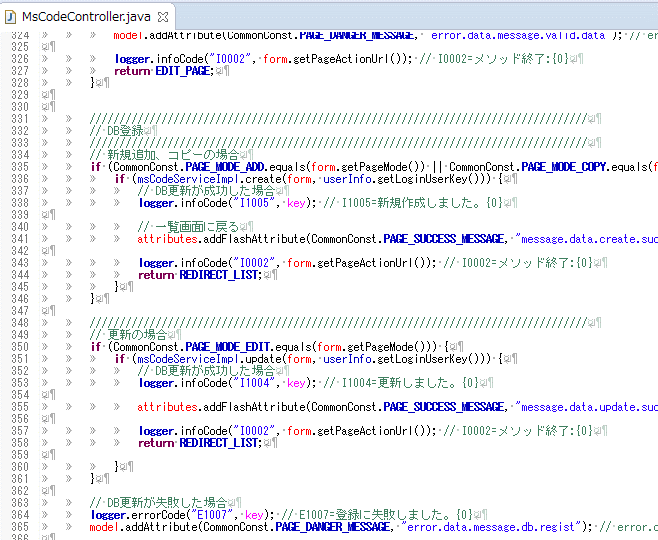 MsCodeController.java
324 model.addAttribute(CommonConst.PAGE_DANGER_MESSAGE, "error.data.message.valid.data"); // err
325
326 logger.infoCode("I0002", form.getPageActionUrl()); // I0002=メソッド終了:{0}
327 return EDIT_PAGE;
328 }
329
330
331 ///////////////////////////////////////////////////////////////////////////////////
332 // DB登録
333 ///////////////////////////////////////////////////////////////////////////////////
334 // 新規追加、コピーの場合
335 if (CommonConst.PAGE_MODE_ADD.equals(form.getPageMode()) || CommonConst.PAGE_MODE_COPY.equals(f
336 if (msCodeServiceImpl.create(form, userInfo.getLoginUserKey())) {
337 // DB更新が成功した場合
338 logger.infoCode("I1005", key); // I1005=新規作成しました。{0}
339
340 // 一覧画面に戻る
341 attributes.addFlashAttribute(CommonConst.PAGE_SUCCESS_MESSAGE, "message.data.create.suc
342
343 logger.infoCode("I0002", form.getPageActionUrl()); // I0002=メソッド終了:{0}
344 return REDIRECT_LIST;
345 }
346 }
347
348 ///////////////////////////////////////////////////////////////////////////////////
349 // 更新の場合
350 if (CommonConst.PAGE_MODE_EDIT.equals(form.getPageMode())) {
351 if (msCodeServiceImpl.update(form, userInfo.getLoginUserKey())) {
352 // DB更新が成功した場合
353 logger.infoCode("I1004", key); // I1004=更新しました。{0}
354
355 attributes.addFlashAttribute(CommonConst.PAGE_SUCCESS_MESSAGE, "message.data.update.suc
356
357 logger.infoCode("I0002", form.getPageActionUrl()); // I0002=メソッド終了:{0}
358 return REDIRECT_LIST;
359
360 }
361 }
362
363 // DB更新が失敗した場合
364 logger.errorCode("E1007", key); // E1007=登録に失敗しました。{0}
365 model.addAttribute(CommonConst.PAGE_DANGER_MESSAGE, "error.data.message.db.regist"); // error.d
366